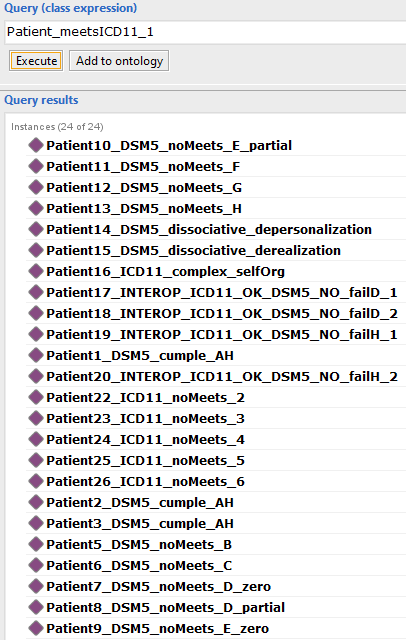 Query (class expression)
Patient_meetsICD11_1
Execute Add to ontology
Query results
Instances (24 of 24)
Patient10_DSM5_noMeets_E_partial
Patient11_DSM5_noMeets_F
Patient12_DSM5_noMeets_G
Patient13_DSM5_noMeets_H
Patient14_DSM5_dissociative_depersonalization
Patient15_DSM5_dissociative_derealization
Patient16_ICD11_complex_selfOrg
Patient17_INTEROP_ICD11_OK_DSM5_NO_failD_1
Patient18_INTEROP_ICD11_OK_DSM5_NO_failD_2
Patient19_INTEROP_ICD11_OK_DSM5_NO_failH_1
Patient1_DSM5_cumple_AH
Patient20_INTEROP_ICD11_OK_DSM5_NO_failH_2
Patient22_ICD11_noMeets_2
Patient23_ICD11_noMeets_3
Patient24_ICD11_noMeets_4
Patient25_ICD11_noMeets_5
Patient26_ICD11_noMeets_6
Patient2_DSM5_cumple_AH
Patient3_DSM5_cumple_AH
Patient5_DSM5_noMeets_B
Patient6_DSM5_noMeets_C
Patient7_DSM5_noMeets_D_zero
Patient8_DSM5_noMeets_D_partial
Patient9_DSM5_noMeets_E_zero